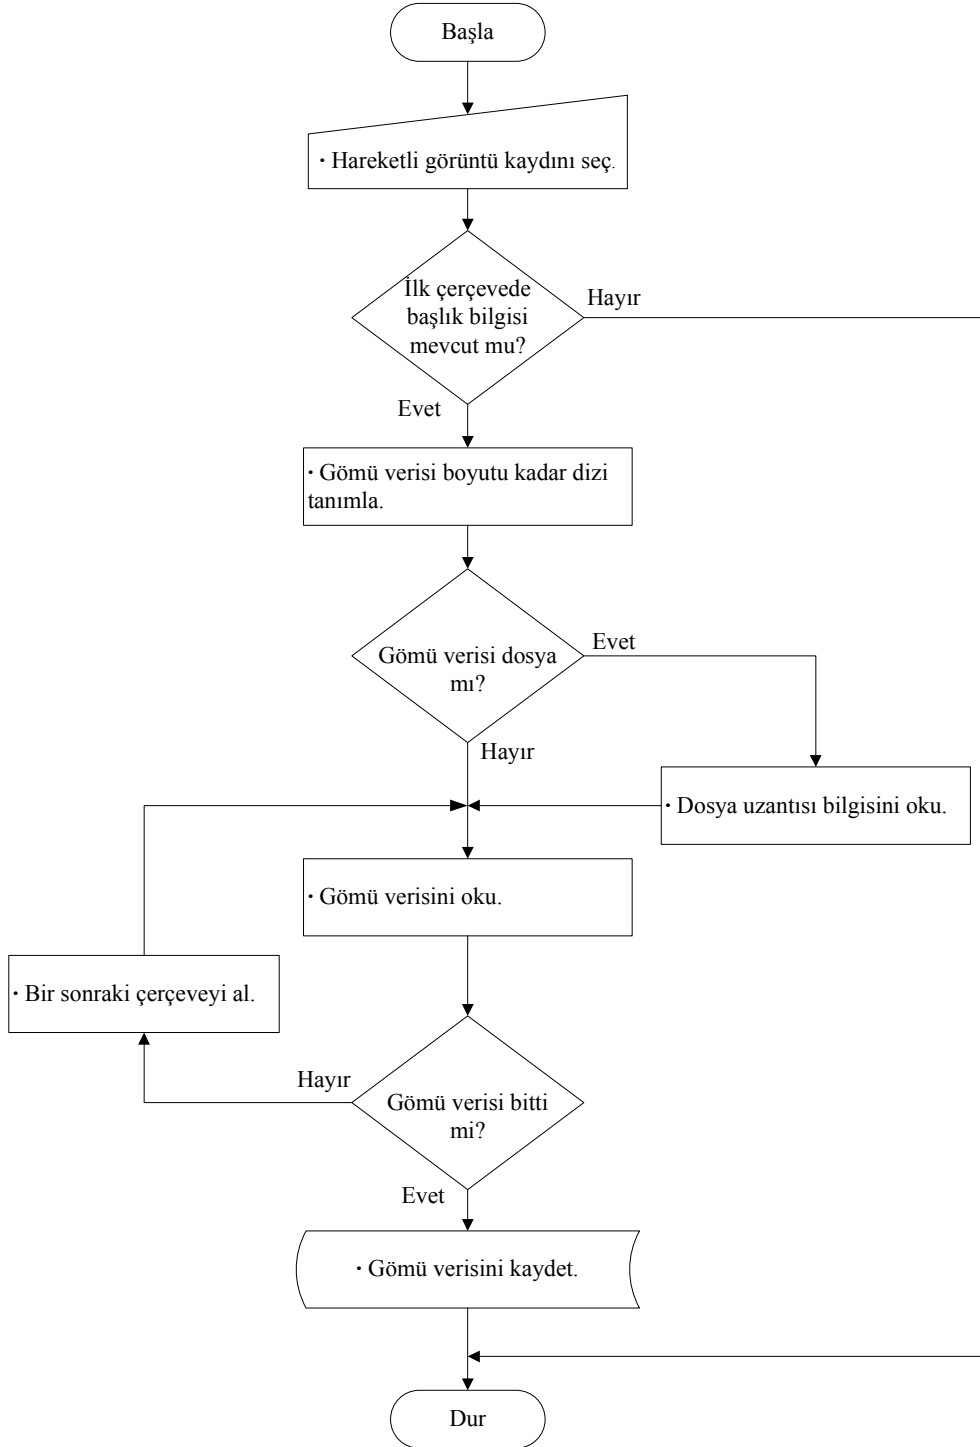 Başla
· Hareketli görüntü kaydını seç.
İlk çerçevede
başlık bilgisi
mevcut mu?
Hayır
Evet
· Gömü verisi boyutu kadar dizi
tanımla.
Gömü verisi dosya
mı?
Evet
Hayır
· Dosya uzantısı bilgisini oku.
· Gömü verisini oku.
· Bir sonraki çerçeveyi al.
Hayır
Gömü verisi bitti
mi?
Evet
· Gömü verisini kaydet.
Dur